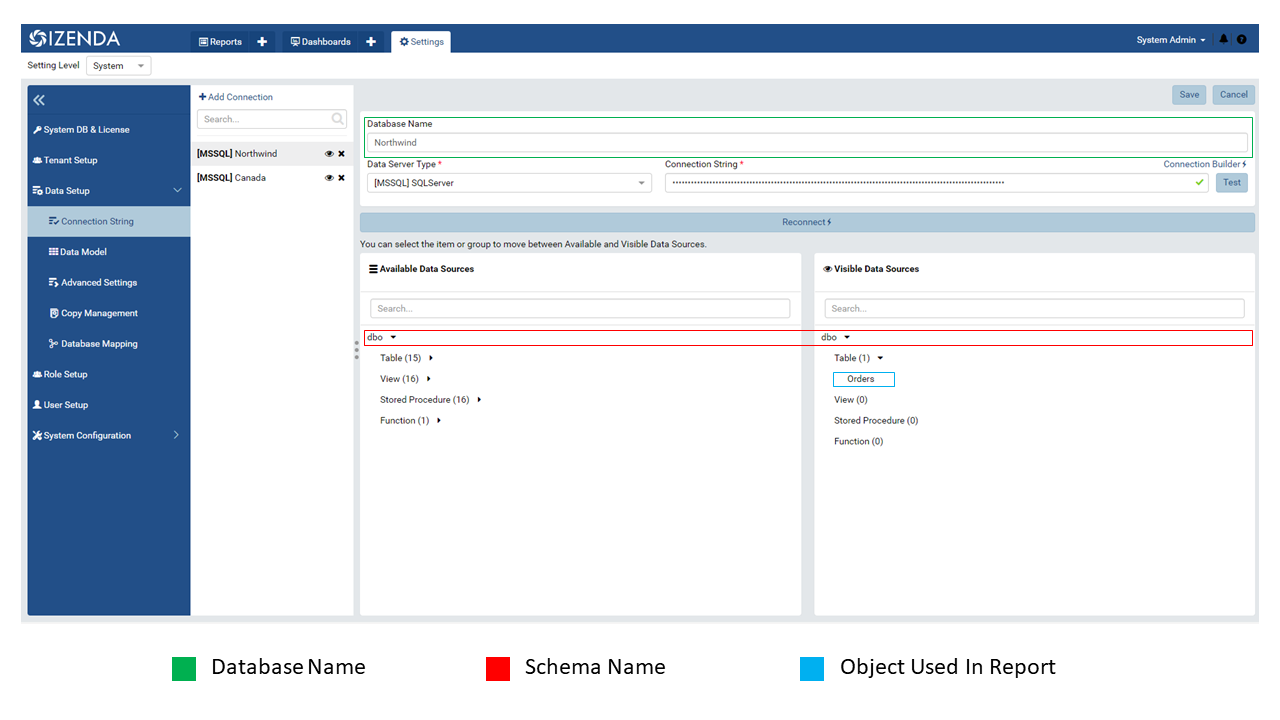 IZENDA
Reports
Dashboards
Settings
System Admin
Setting Level
System
System DB & License
Tenant Setup
Data Setup
Connection String
Data Model
Advanced Settings
Copy Management
Database Mapping
Role Setup
User Setup
System Configuration
Add Connection
Search...
[MSSQL] Northwind
[MSSQL] Canada
Save
Cancel
Database Name
Northwind
Data Server Type *
Connection String *
Connection Builder
[MSSQL] SQLServer
Test
Reconnect
You can select the item or group to move between Available and Visible Data Sources.
Available Data Sources
Search...
dbo
Table (15)
View (16)
Stored Procedure (16)
Function (1)
Visible Data Sources
Search...
dbo
Table (1)
Orders
View (0)
Stored Procedure (0)
Function (0)
Database Name
Schema Name
Object Used In Report